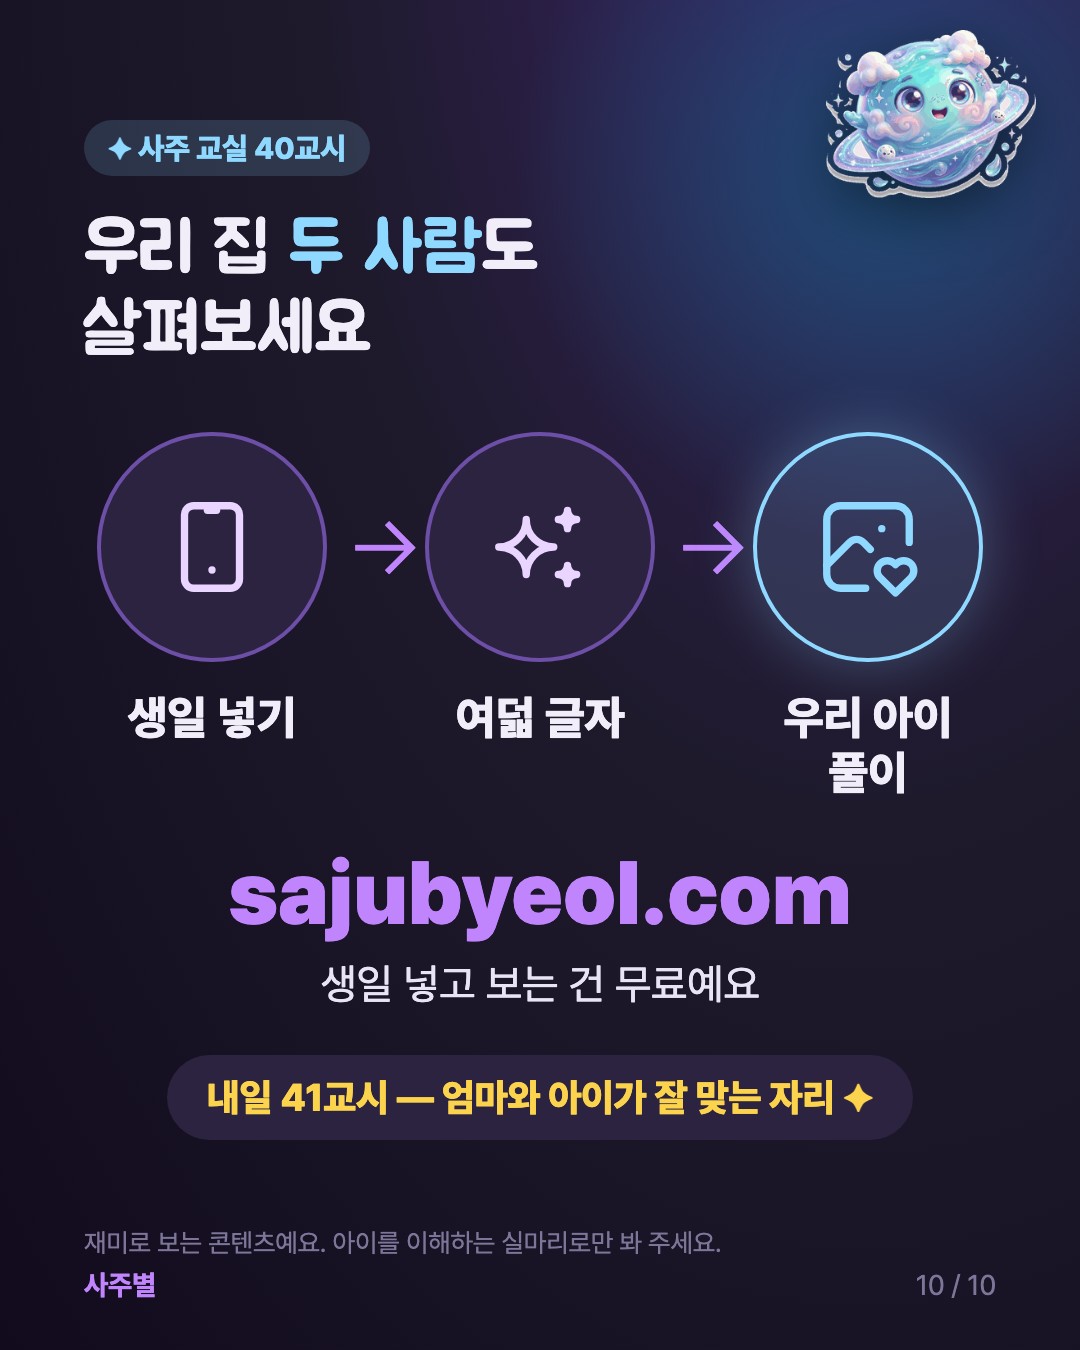 ✦ 사주 교실 40교시
우리 집 두 사람도
살펴보세요
생일 넣기
여덟 글자
우리 아이
풀이
sajubyeol.com
생일 넣고 보는 건 무료예요
내일 41교시 — 엄마와 아이가 잘 맞는 자리 ✦
재미로 보는 콘텐츠예요. 아이를 이해하는 실마리로만 봐 주세요.
사주별
10 / 10